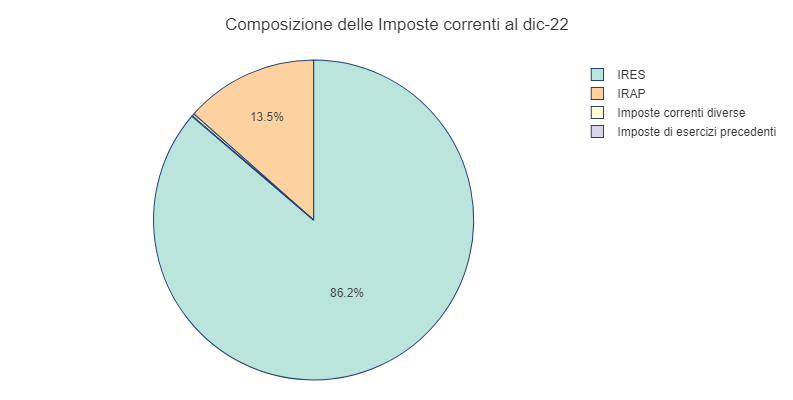 Composizione delle Imposte correnti al dic-22
IRES
IRAP
Imposte correnti diverse
Imposte di esercizi precedenti
13.5%
86.2%